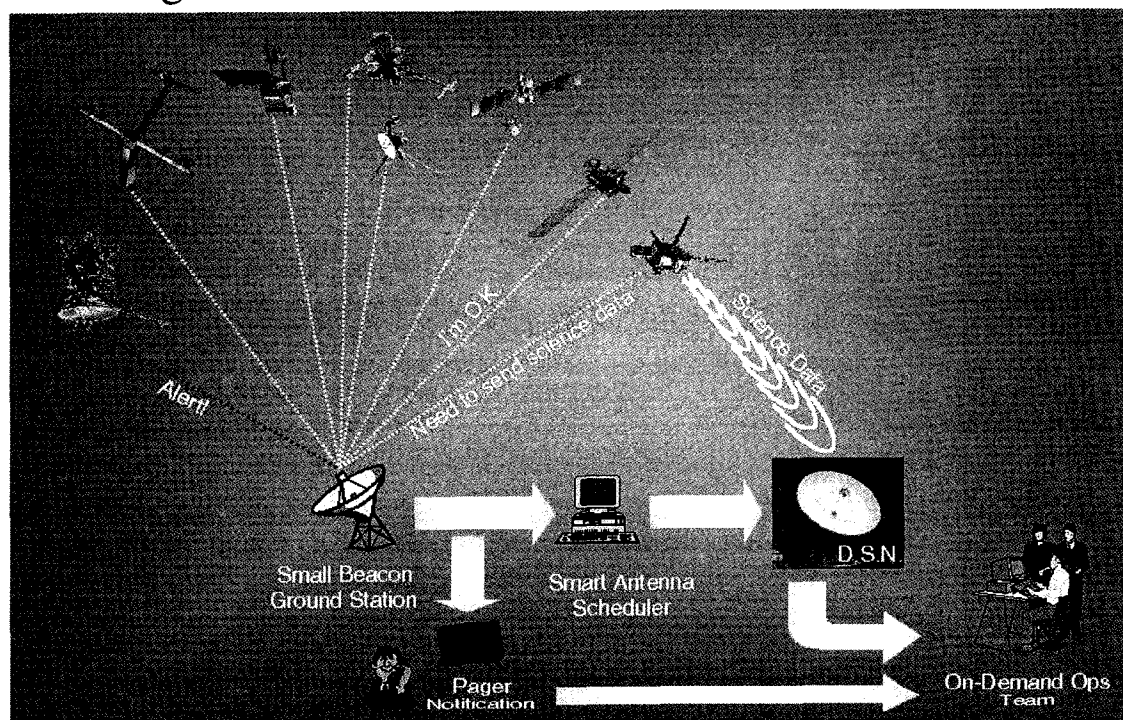 I'm O.K.
Need to send science data
Science Data
Alert!
D.S.N
Small Beacon
Ground Station
Smart Antenna
Scheduler
Pager
Notification
On-Demand Ops
Team